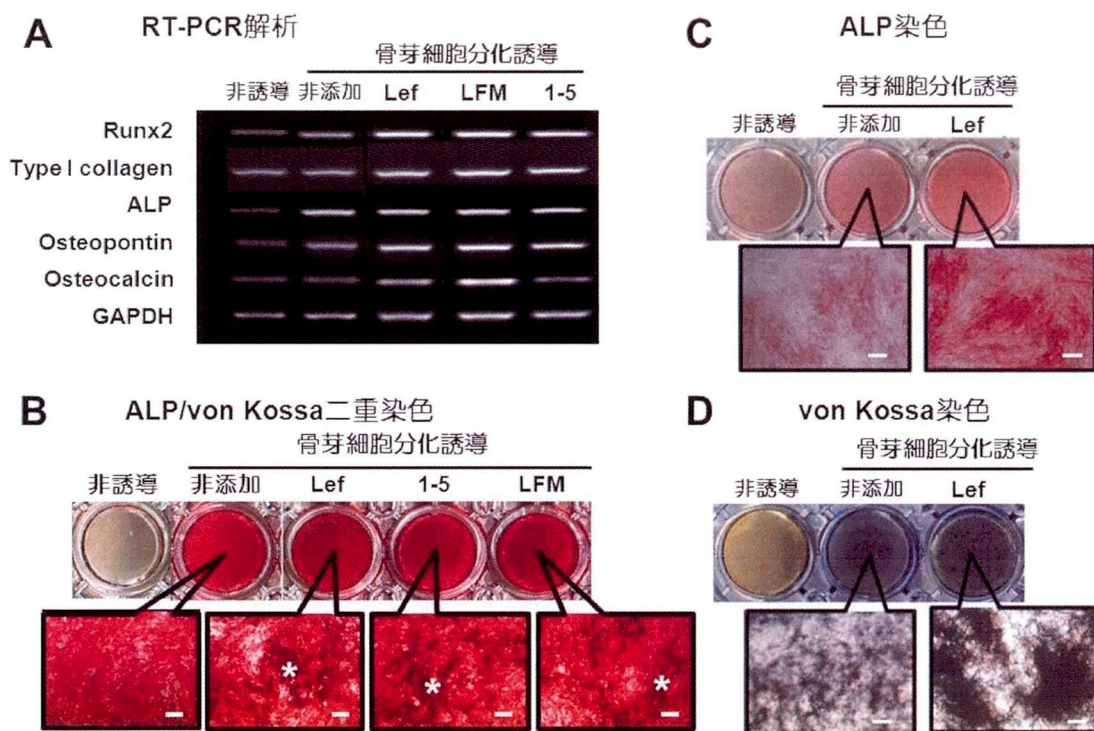 A
RT-PCR解析
骨芽細胞分化誘導
非誘導 非添加 Lef LFM 1-5
Runx2
Type I collagen
ALP
Osteopontin
Osteocalcin
GAPDH
B
ALP/von Kossa二重染色
骨芽細胞分化誘導
非誘導 非添加 Lef 1-5 LFM
*
*
*
C
ALP染色
骨芽細胞分化誘導
非誘導 非添加 Lef
D
von Kossa染色
骨芽細胞分化誘導
非誘導 非添加 Lef